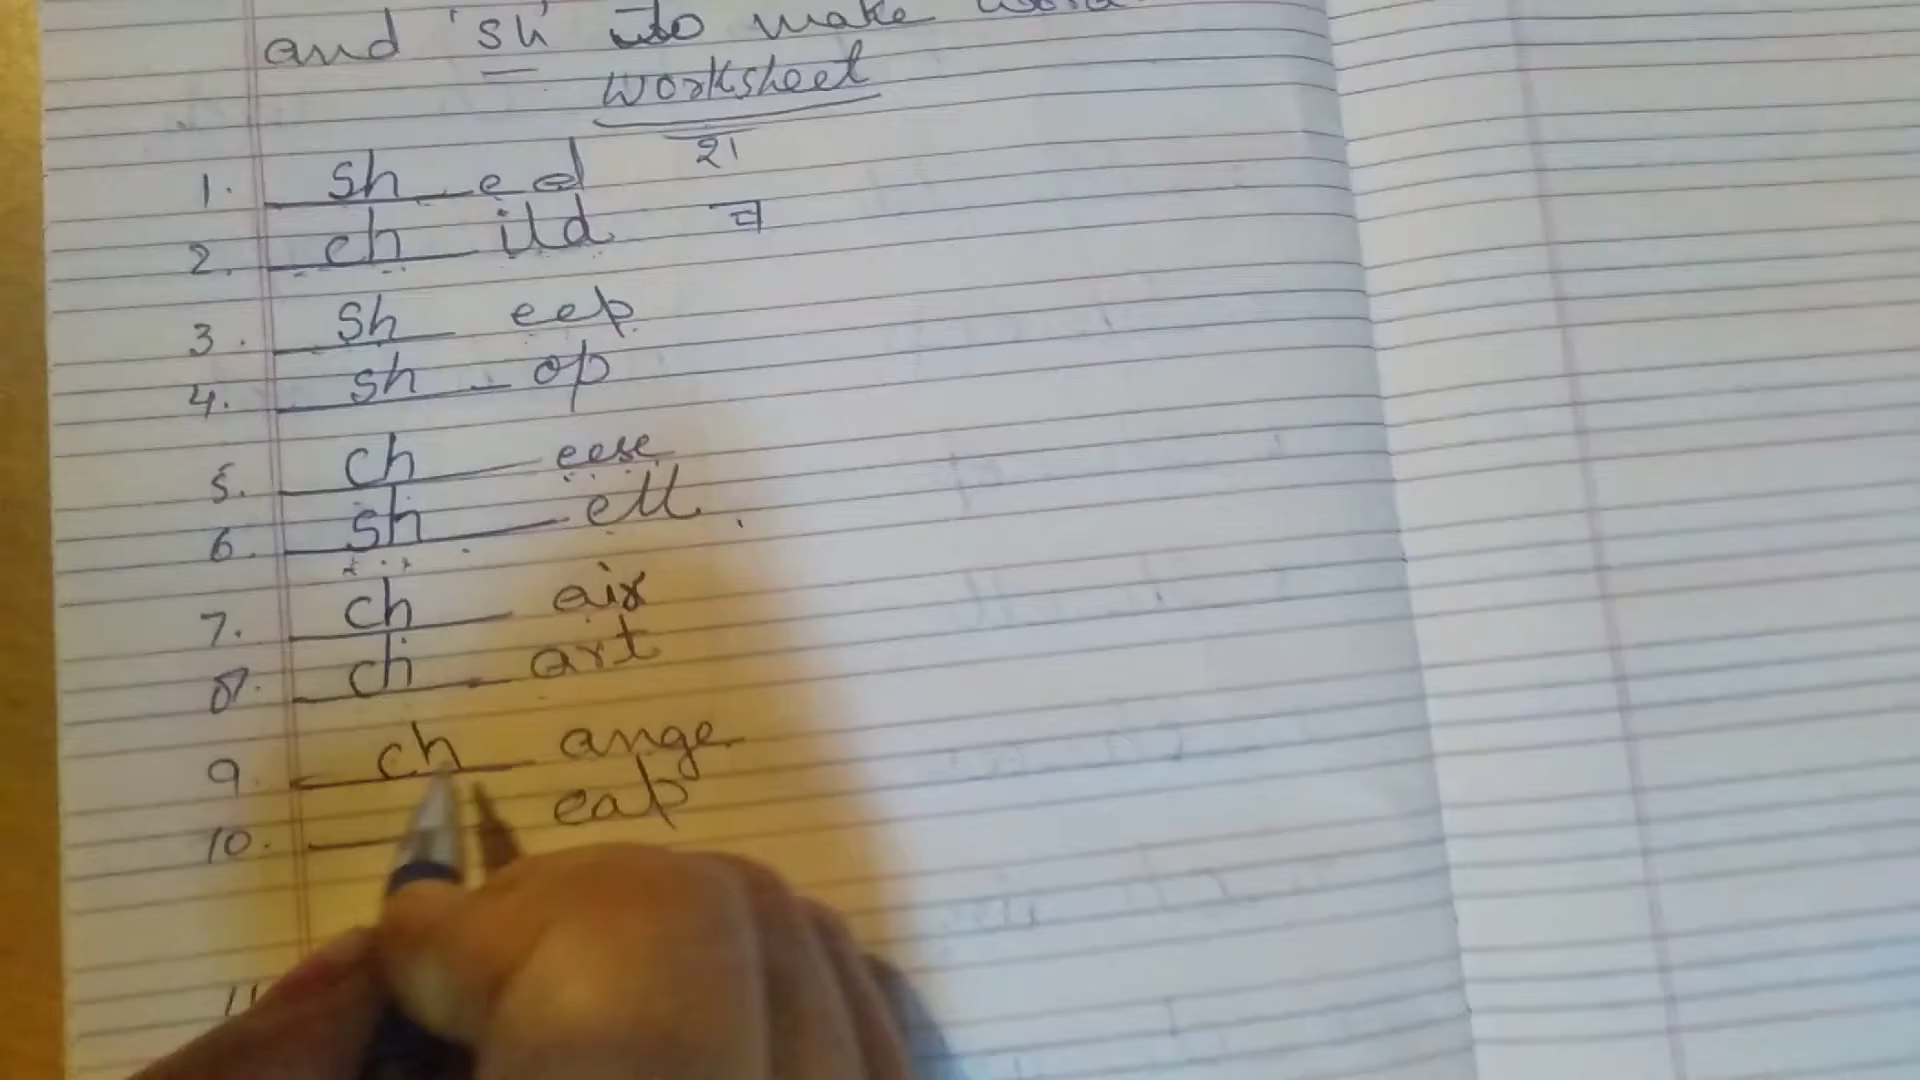 and 'sh' to make
Worksheet
1. sh ed श
2. ch ild च
3. sh eep
4. sh op
5. ch eese
6. sh ell
7. ch air
8. ch art
9. ch ange
10. eap
11